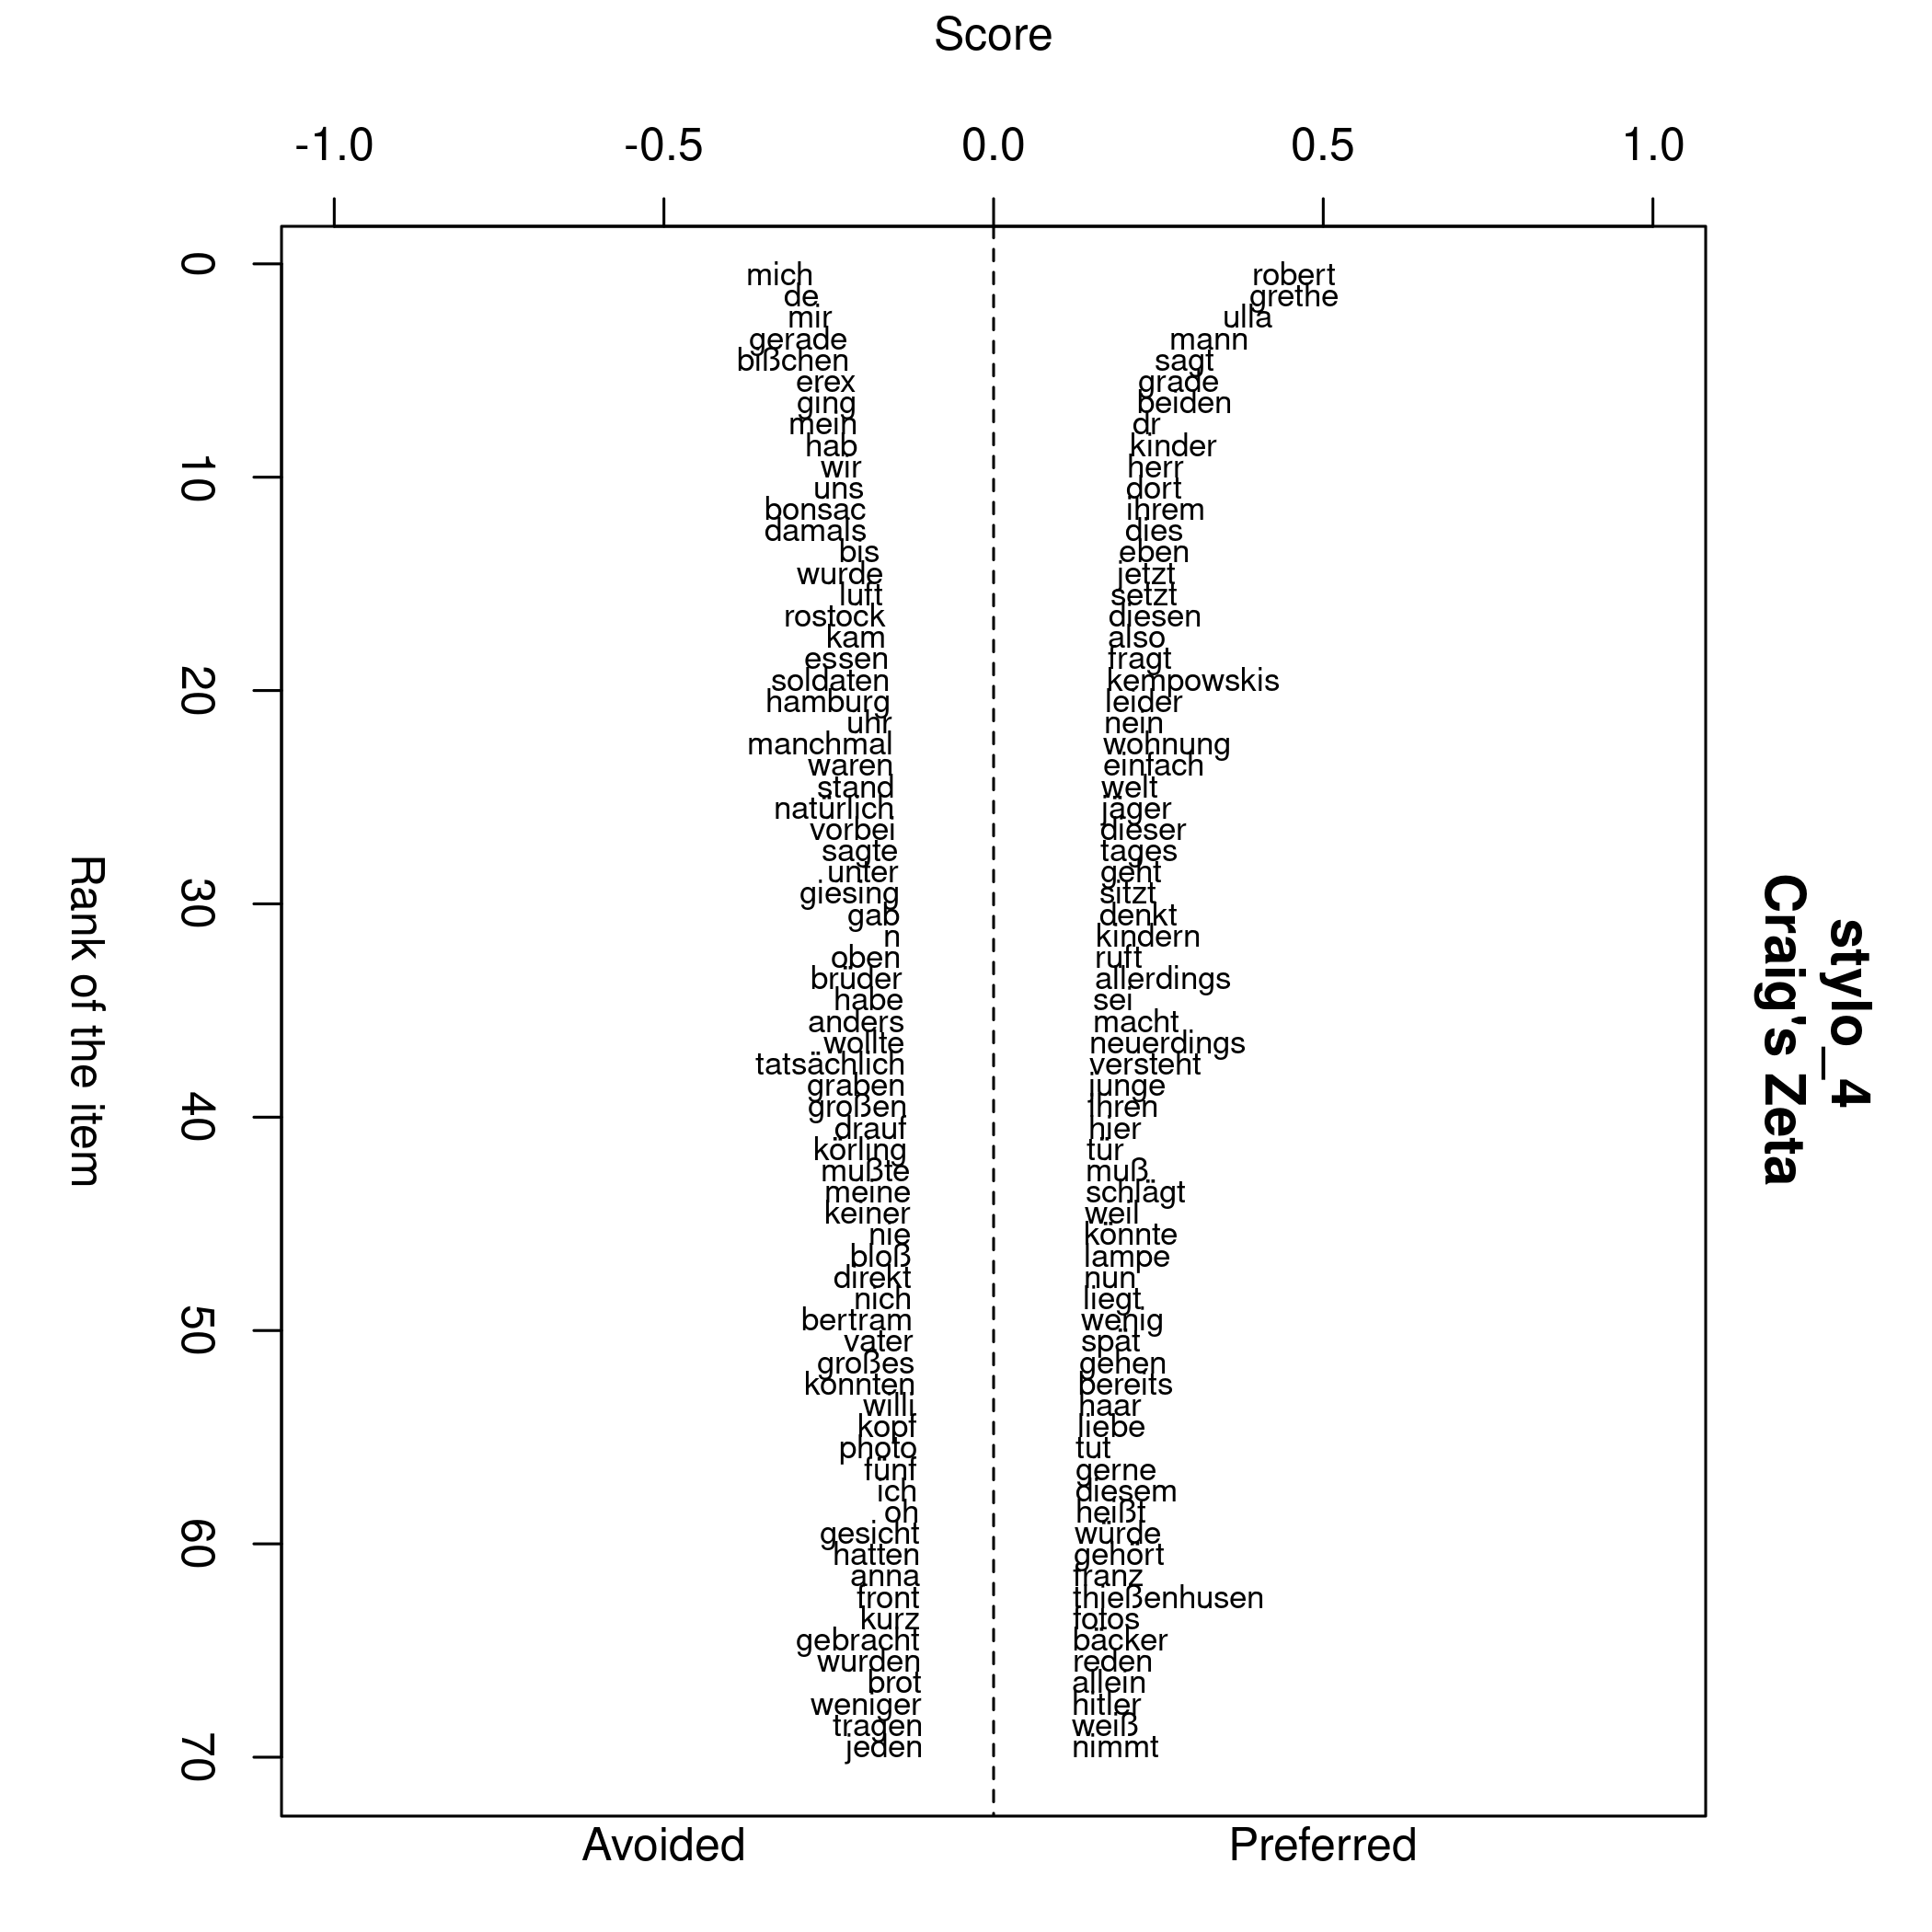 Score
-1.0 -0.5 0.0 0.5 1.0
stylo_4
Craig's Zeta
Rank of the item
0
10
20
30
40
50
60
70
mich robert
de grethe
mir ulla
gerade mann
bißchen sagt
erex grade
ging beiden
mein dr
hab kinder
wir herr
uns dort
bonsac ihrem
damals dies
bis eben
wurde jetzt
luft setzt
rostock diesen
kam also
essen fragt
soldaten kempowskis
hamburg leider
uhr nein
manchmal wohnung
waren einfach
stand welt
natürlich jäger
vorbei dieser
sagte tages
unter geht
giesing sitzt
gab denkt
n kindern
oben ruft
brüder allerdings
habe sei
anders macht
wollte neuerdings
tatsächlich versteht
graben junge
großen ihren
drauf hier
körling tür
mußte muß
meine schlägt
keiner weil
nie könnte
bloß lampe
direkt nun
nich liegt
bertram wenig
vater spät
großes gehen
konnten bereits
willi haar
kopf liebe
photo tut
fünf gerne
ich diesem
oh heißt
gesicht würde
hatten gehört
anna franz
front thießenhusen
kurz fotos
gebracht bäcker
wurden reden
brot allein
weniger hitler
tragen weiß
jeden nimmt
Avoided Preferred